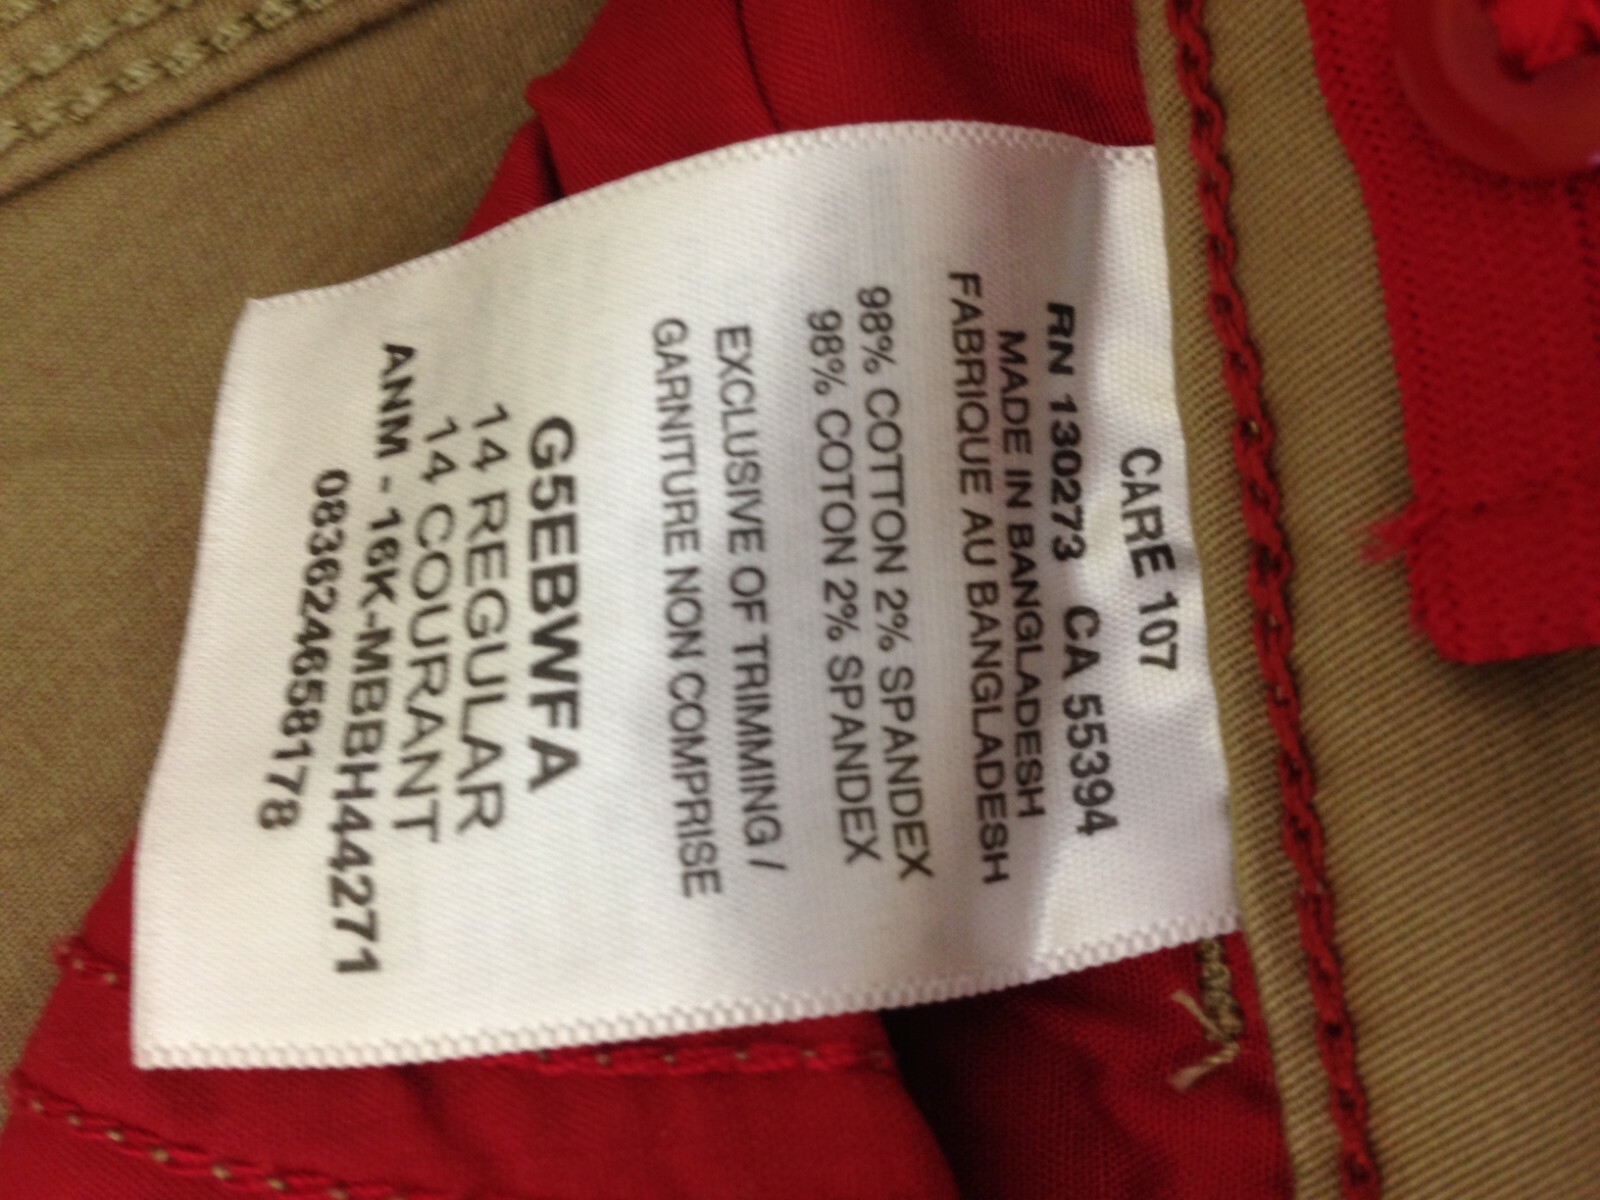 CARE 107
RN 130273 CA 55394
MADE IN BANGLADESH
FABRIQUE AU BANGLADESH
98% COTTON 2% SPANDEX
98% COTON 2% SPANDEX
EXCLUSIVE OF TRIMMING /
GARNITURE NON COMPRISE
G5EBWFA
14 REGULAR
14 COURANT
ANM - 16K-MBBH44271
083624658178